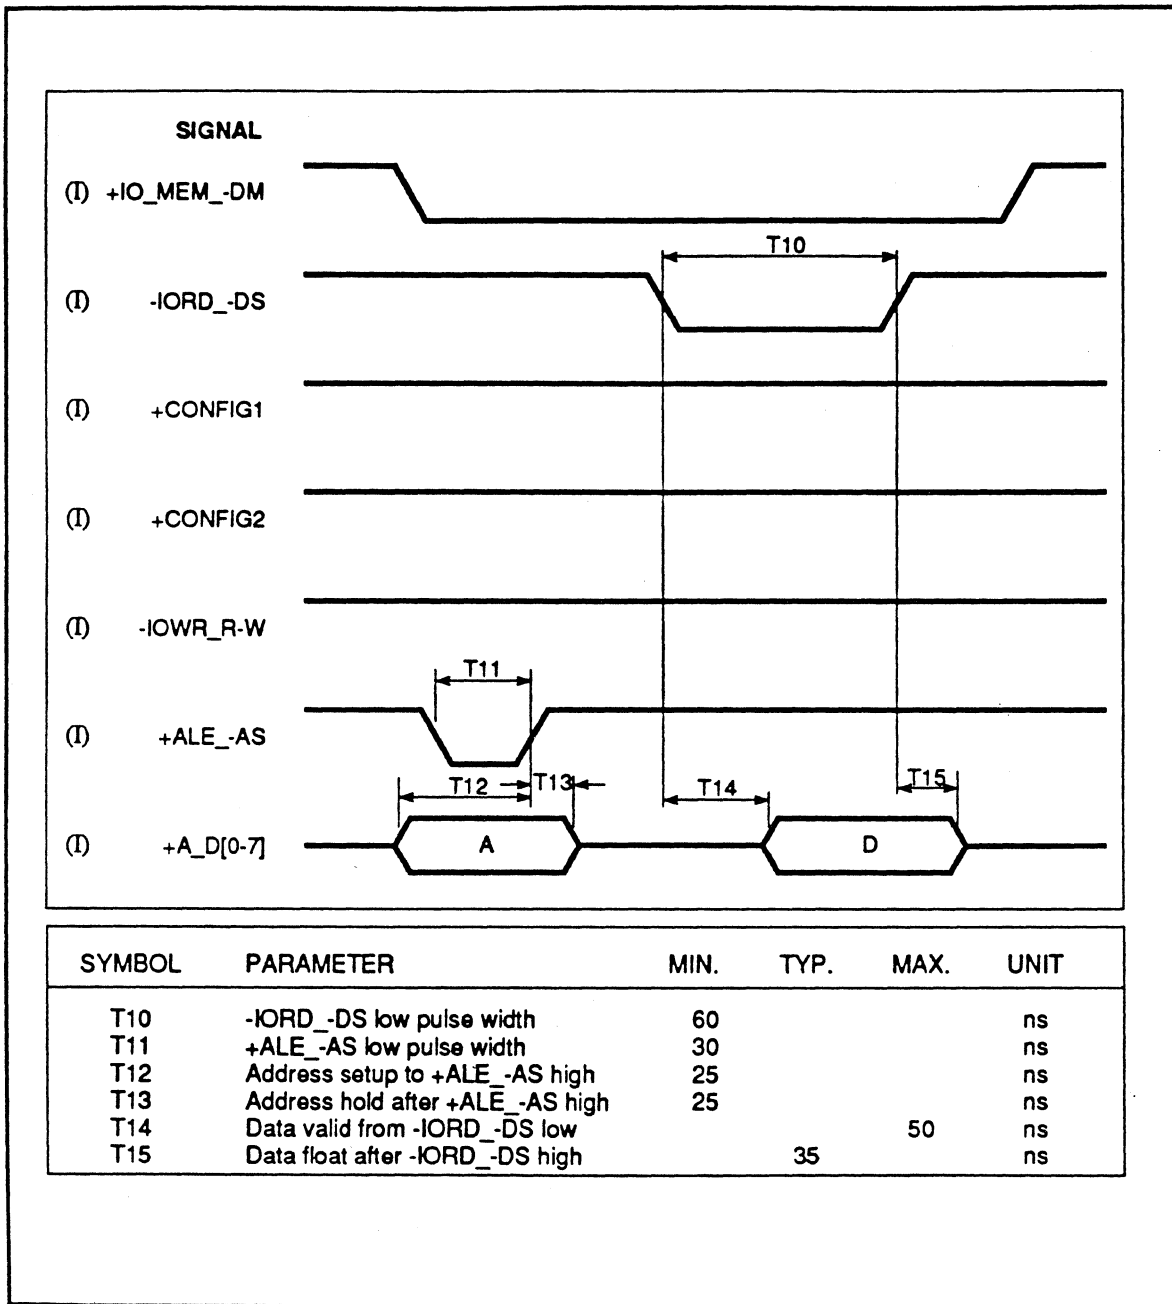 SIGNAL
(I) +IO_MEM_-DM
T10
(I) -IORD_-DS
(I) +CONFIG1
(I) +CONFIG2
(I) -IOWR_R-W
T11
(I) +ALE_-AS
T12 T13 T14 T15
(I) +A_D[0-7] A D
SYMBOL PARAMETER MIN. TYP. MAX. UNIT
T10 -IORD_-DS low pulse width 60 ns
T11 +ALE_-AS low pulse width 30 ns
T12 Address setup to +ALE_-AS high 25 ns
T13 Address hold after +ALE_-AS high 25 ns
T14 Data valid from -IORD_-DS low 50 ns
T15 Data float after -IORD_-DS high 35 ns